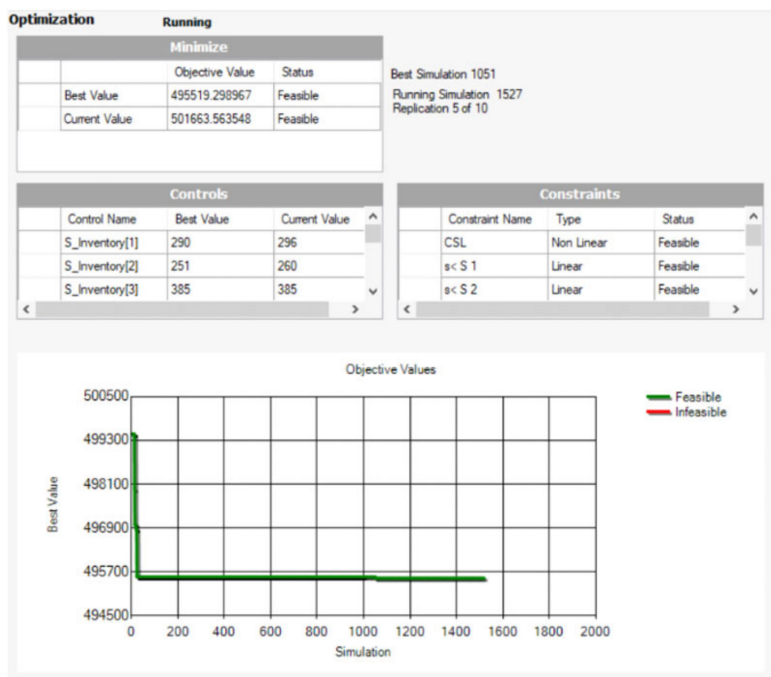 Optimization Running
Minimize
Objective Value Status
Best Value 495519.298967 Feasible
Current Value 501663.563548 Feasible
Best Simulation 1051
Running Simulation 1527
Replication 5 of 10
Controls
Control Name Best Value Current Value
S_Inventory[1] 290 296
S_Inventory[2] 251 260
S_Inventory[3] 385 385
Constraints
Constraint Name Type Status
CSL Non Linear Feasible
s< S 1 Linear Feasible
s< S 2 Linear Feasible
Objective Values
500500
499300
498100
496900
495700
494500
Best Value
0 200 400 600 800 1000 1200 1400 1600 1800 2000
Simulation
Feasible
Infeasible